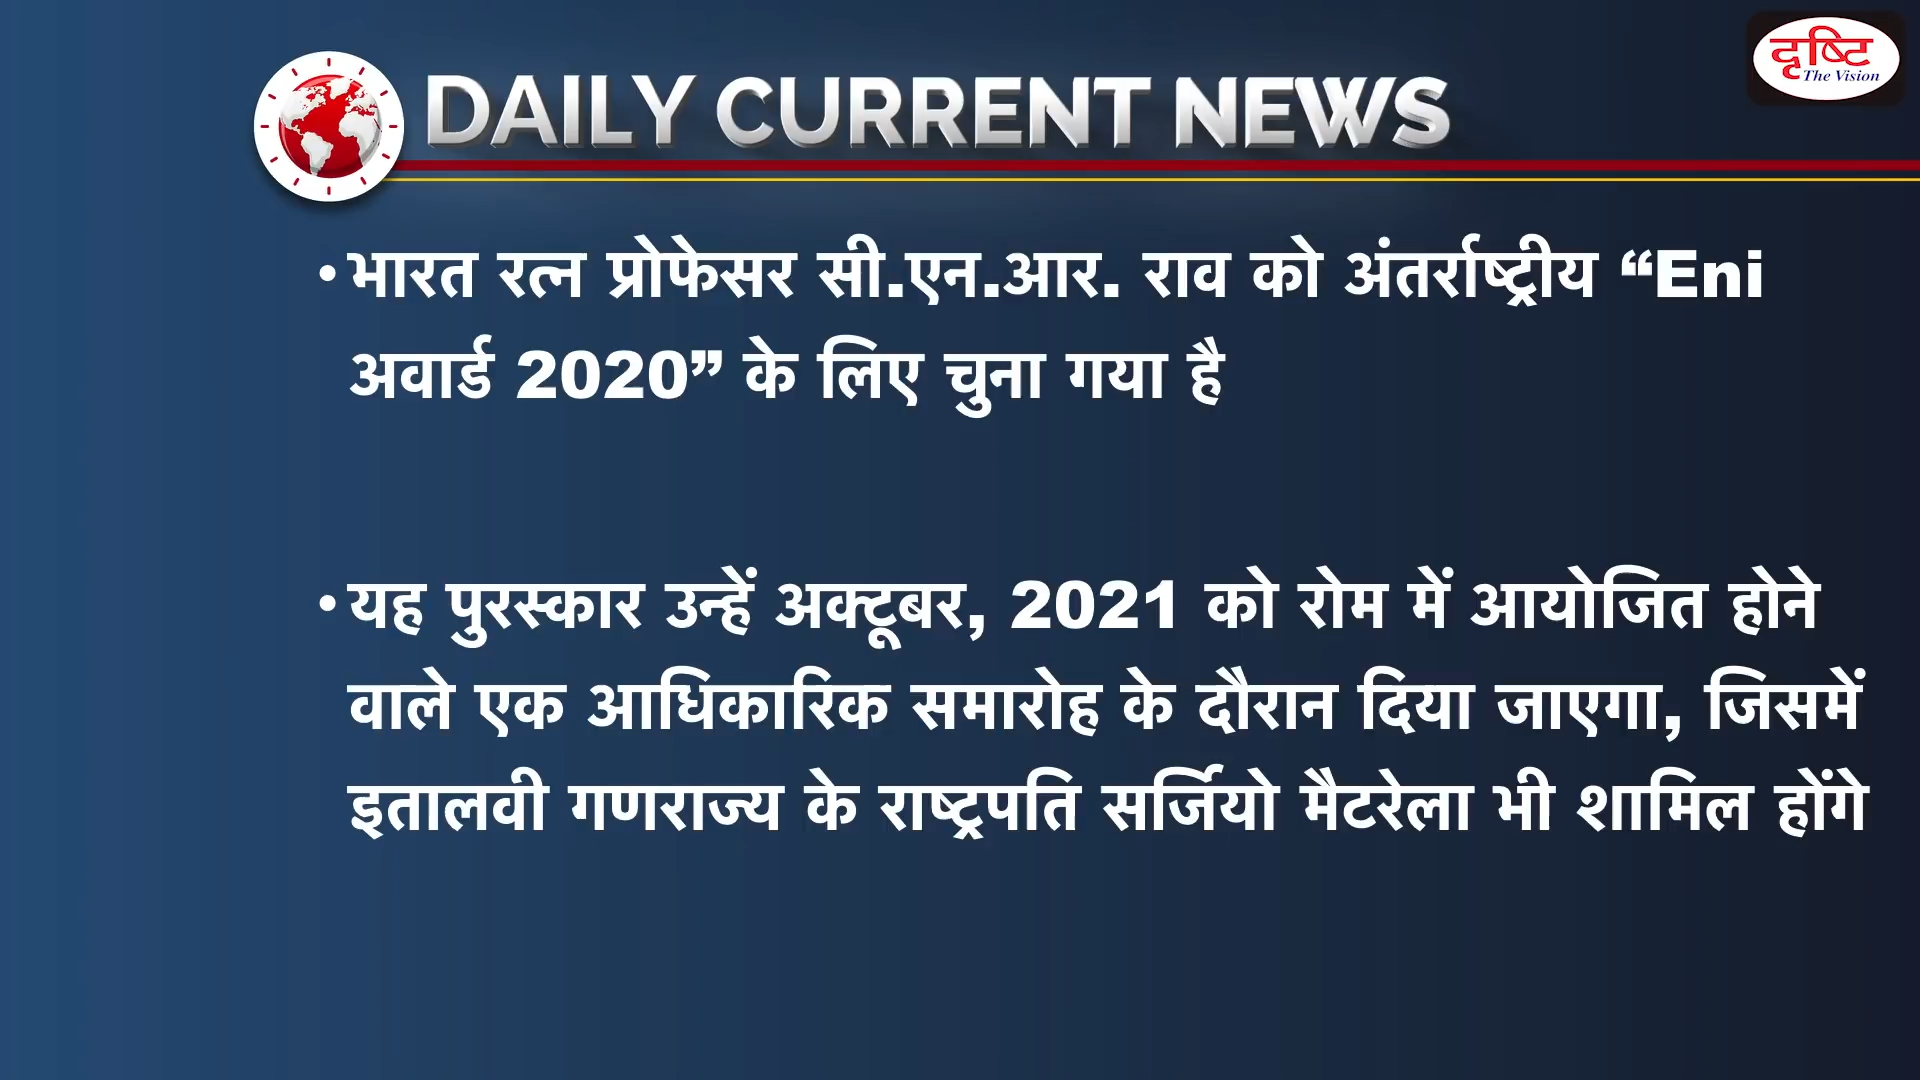 दृष्टि
The Vision
DAILY CURRENT NEWS
• भारत रत्न प्रोफेसर सी.एन.आर. राव को अंतर्राष्ट्रीय “Eni
अवार्ड 2020” के लिए चुना गया है
• यह पुरस्कार उन्हें अक्टूबर, 2021 को रोम में आयोजित होने
वाले एक आधिकारिक समारोह के दौरान दिया जाएगा, जिसमें
इतालवी गणराज्य के राष्ट्रपति सर्जियो मैटरेला भी शामिल होंगे